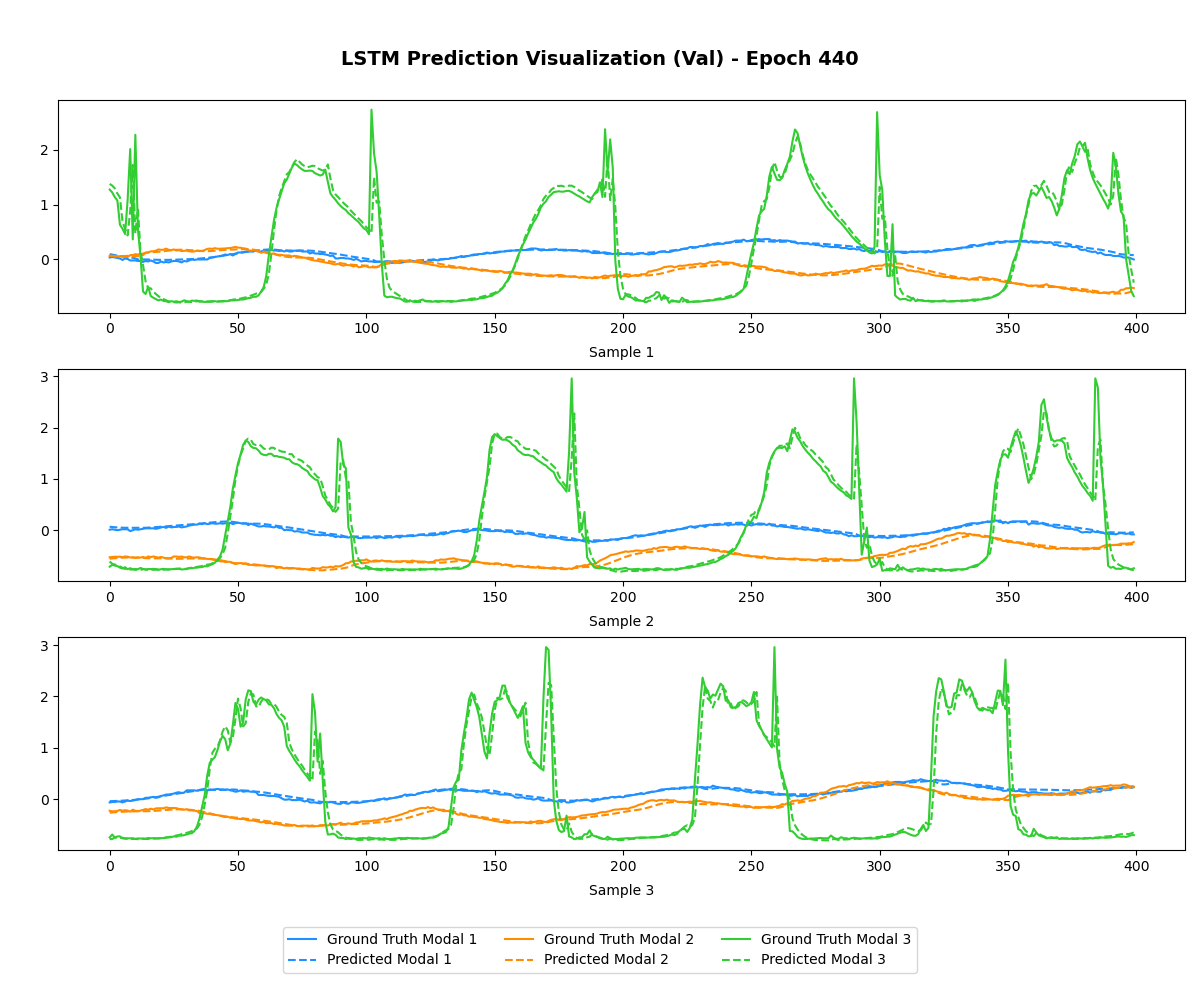 LSTM Prediction Visualization (Val) - Epoch 440
2
1
0
0 50 100 150 200 250 300 350 400
Sample 1
3
2
1
0
0 50 100 150 200 250 300 350 400
Sample 2
3
2
1
0
0 50 100 150 200 250 300 350 400
Sample 3
Ground Truth Modal 1 Ground Truth Modal 2 Ground Truth Modal 3
Predicted Modal 1 Predicted Modal 2 Predicted Modal 3